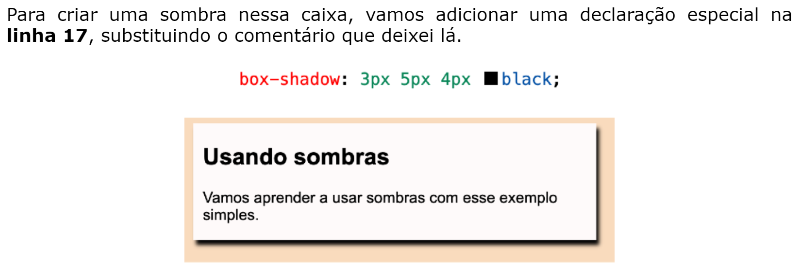 Para criar uma sombra nessa caixa, vamos adicionar uma declaração especial na
linha 17, substituindo o comentário que deixei lá.
box-shadow: 3px 5px 4px black;
Usando sombras
Vamos aprender a usar sombras com esse exemplo
simples.